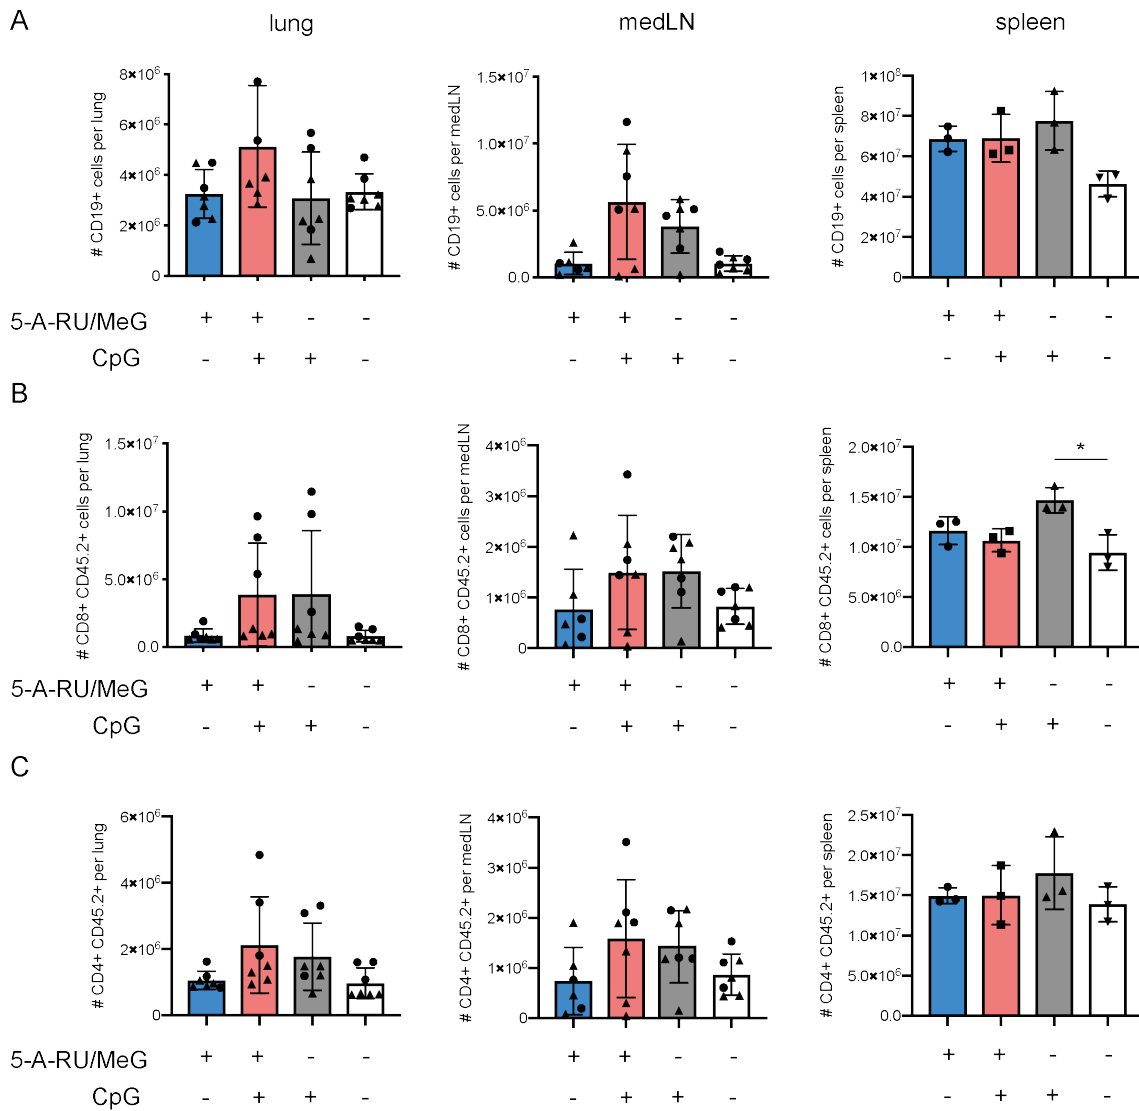 A
lung medLN spleen
# CD19+ cells per lung
8×10⁶
6×10⁶
4×10⁶
2×10⁶
0
# CD19+ cells per medLN
1.5×10⁷
1.0×10⁷
5.0×10⁶
0.0
# CD19+ cells per spleen
1×10⁸
8×10⁷
6×10⁷
4×10⁷
2×10⁷
0
5-A-RU/MeG + + - - + + - - + + - -
CpG - + + - - + + - - + + -
B
# CD8+ CD45.2+ cells per lung
1.5×10⁷
1.0×10⁷
5.0×10⁶
0.0
# CD8+ CD45.2+ cells per medLN
4×10⁶
3×10⁶
2×10⁶
1×10⁶
0
# CD8+ CD45.2+ cells per spleen
2.0×10⁷
1.5×10⁷
1.0×10⁷
5.0×10⁶
0.0
*
5-A-RU/MeG + + - - + + - - + + - -
CpG - + + - - + + - - + + -
C
# CD4+ CD45.2+ per lung
6×10⁶
4×10⁶
2×10⁶
0
# CD4+ CD45.2+ per medLN
4×10⁶
3×10⁶
2×10⁶
1×10⁶
0
# CD4+ CD45.2+ per spleen
2.5×10⁷
2.0×10⁷
1.5×10⁷
1.0×10⁷
5.0×10⁶
0.0
5-A-RU/MeG + + - - + + - - + + - -
CpG - + + - - + + - - + + -